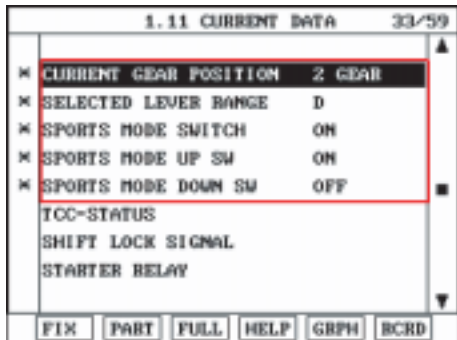 1.11 CURRENT DATA 33/59
× CURRENT GEAR POSITION 2 GEAR
× SELECTED LEVER RANGE D
× SPORTS MODE SWITCH ON
× SPORTS MODE UP SW ON
× SPORTS MODE DOWN SW OFF
TCC-STATUS
SHIFT LOCK SIGNAL
STARTER RELAY
FIX PART FULL HELP GRPH RCRD